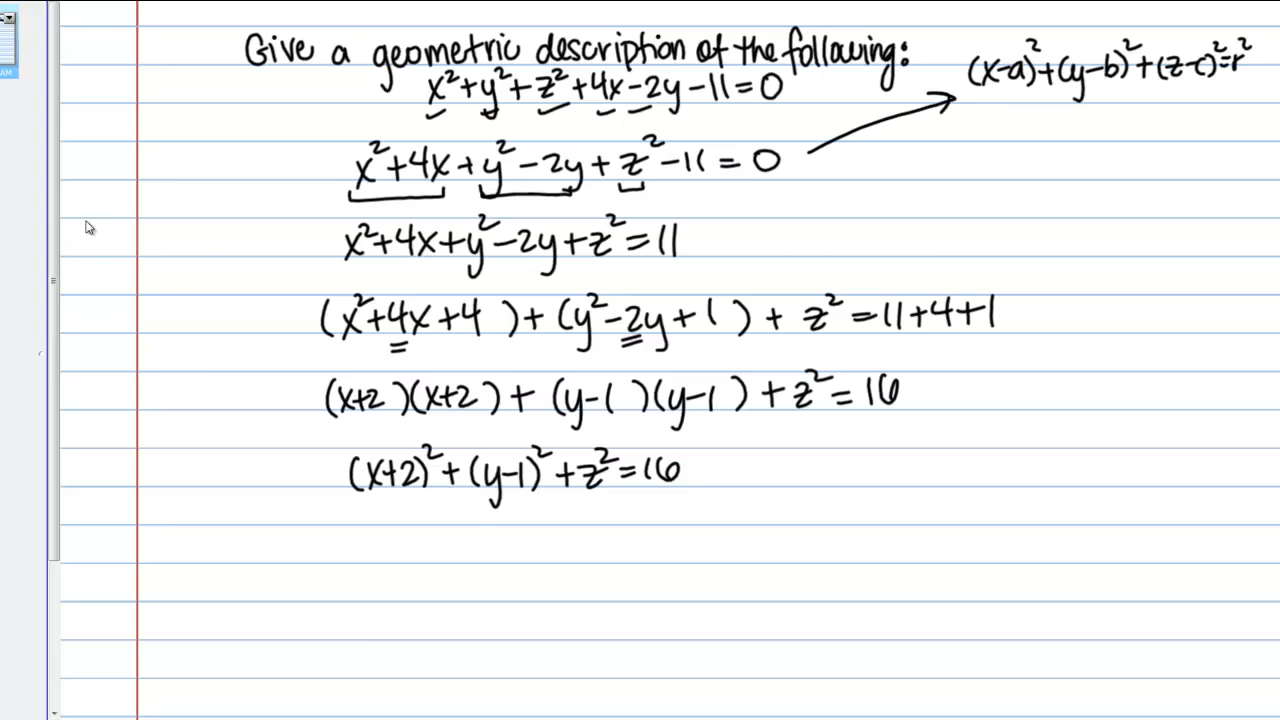 Give a geometric description of the following:
x²+y²+z²+4x-2y-11=0
(x-a)²+(y-b)²+(z-c)²=r²
x²+4x+y²-2y+z²-11=0
x²+4x+y²-2y+z²=11
(x²+4x+4 )+(y²-2y+1 )+z²=11+4+1
(x+2 )(x+2 )+(y-1 )(y-1 )+z²=16
(x+2)²+(y-1)²+z²=16
AM